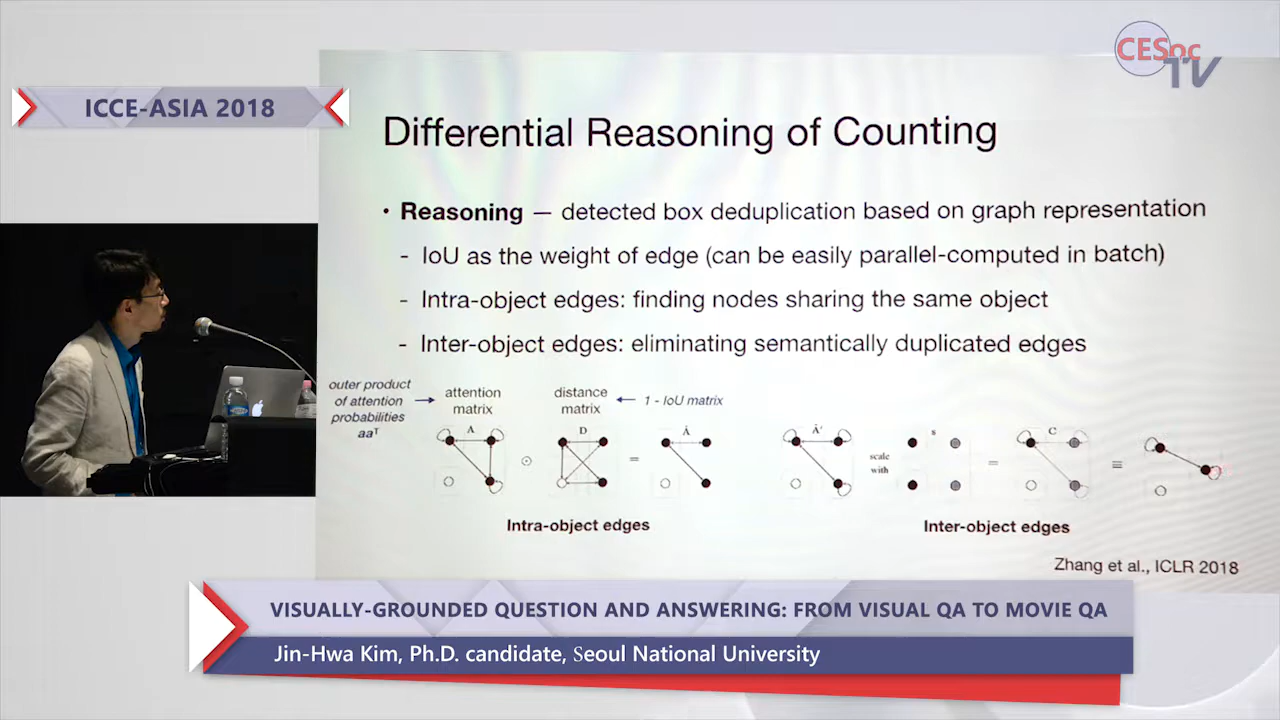 CESoc
TV
ICCE-ASIA 2018
Differential Reasoning of Counting
• Reasoning — detected box deduplication based on graph representation
- IoU as the weight of edge (can be easily parallel-computed in batch)
- Intra-object edges: finding nodes sharing the same object
- Inter-object edges: eliminating semantically duplicated edges
outer product
of attention
probabilities
aaᵀ
attention
matrix
distance
matrix
1 - IoU matrix
A
D
Ã
Ã'
s
C
scale
with
Intra-object edges
Inter-object edges
Zhang et al., ICLR 2018
VISUALLY-GROUNDED QUESTION AND ANSWERING: FROM VISUAL QA TO MOVIE QA
Jin-Hwa Kim, Ph.D. candidate, Seoul National University